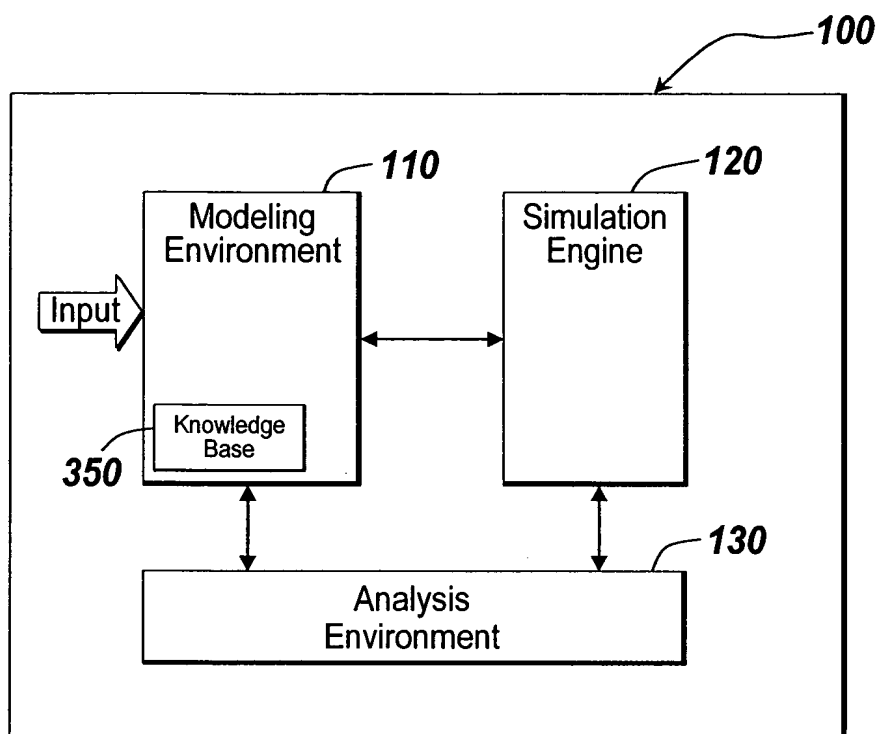 100
110
120
Modeling
Environment
Simulation
Engine
Input
Knowledge
Base
350
130
Analysis
Environment